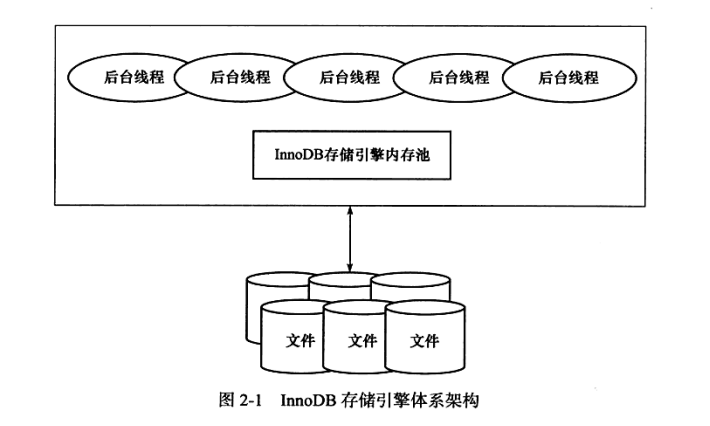 后台线程 后台线程 后台线程 后台线程 后台线程
InnoDB存储引擎内存池
文件 文件 文件
图 2-1 InnoDB 存储引擎体系架构